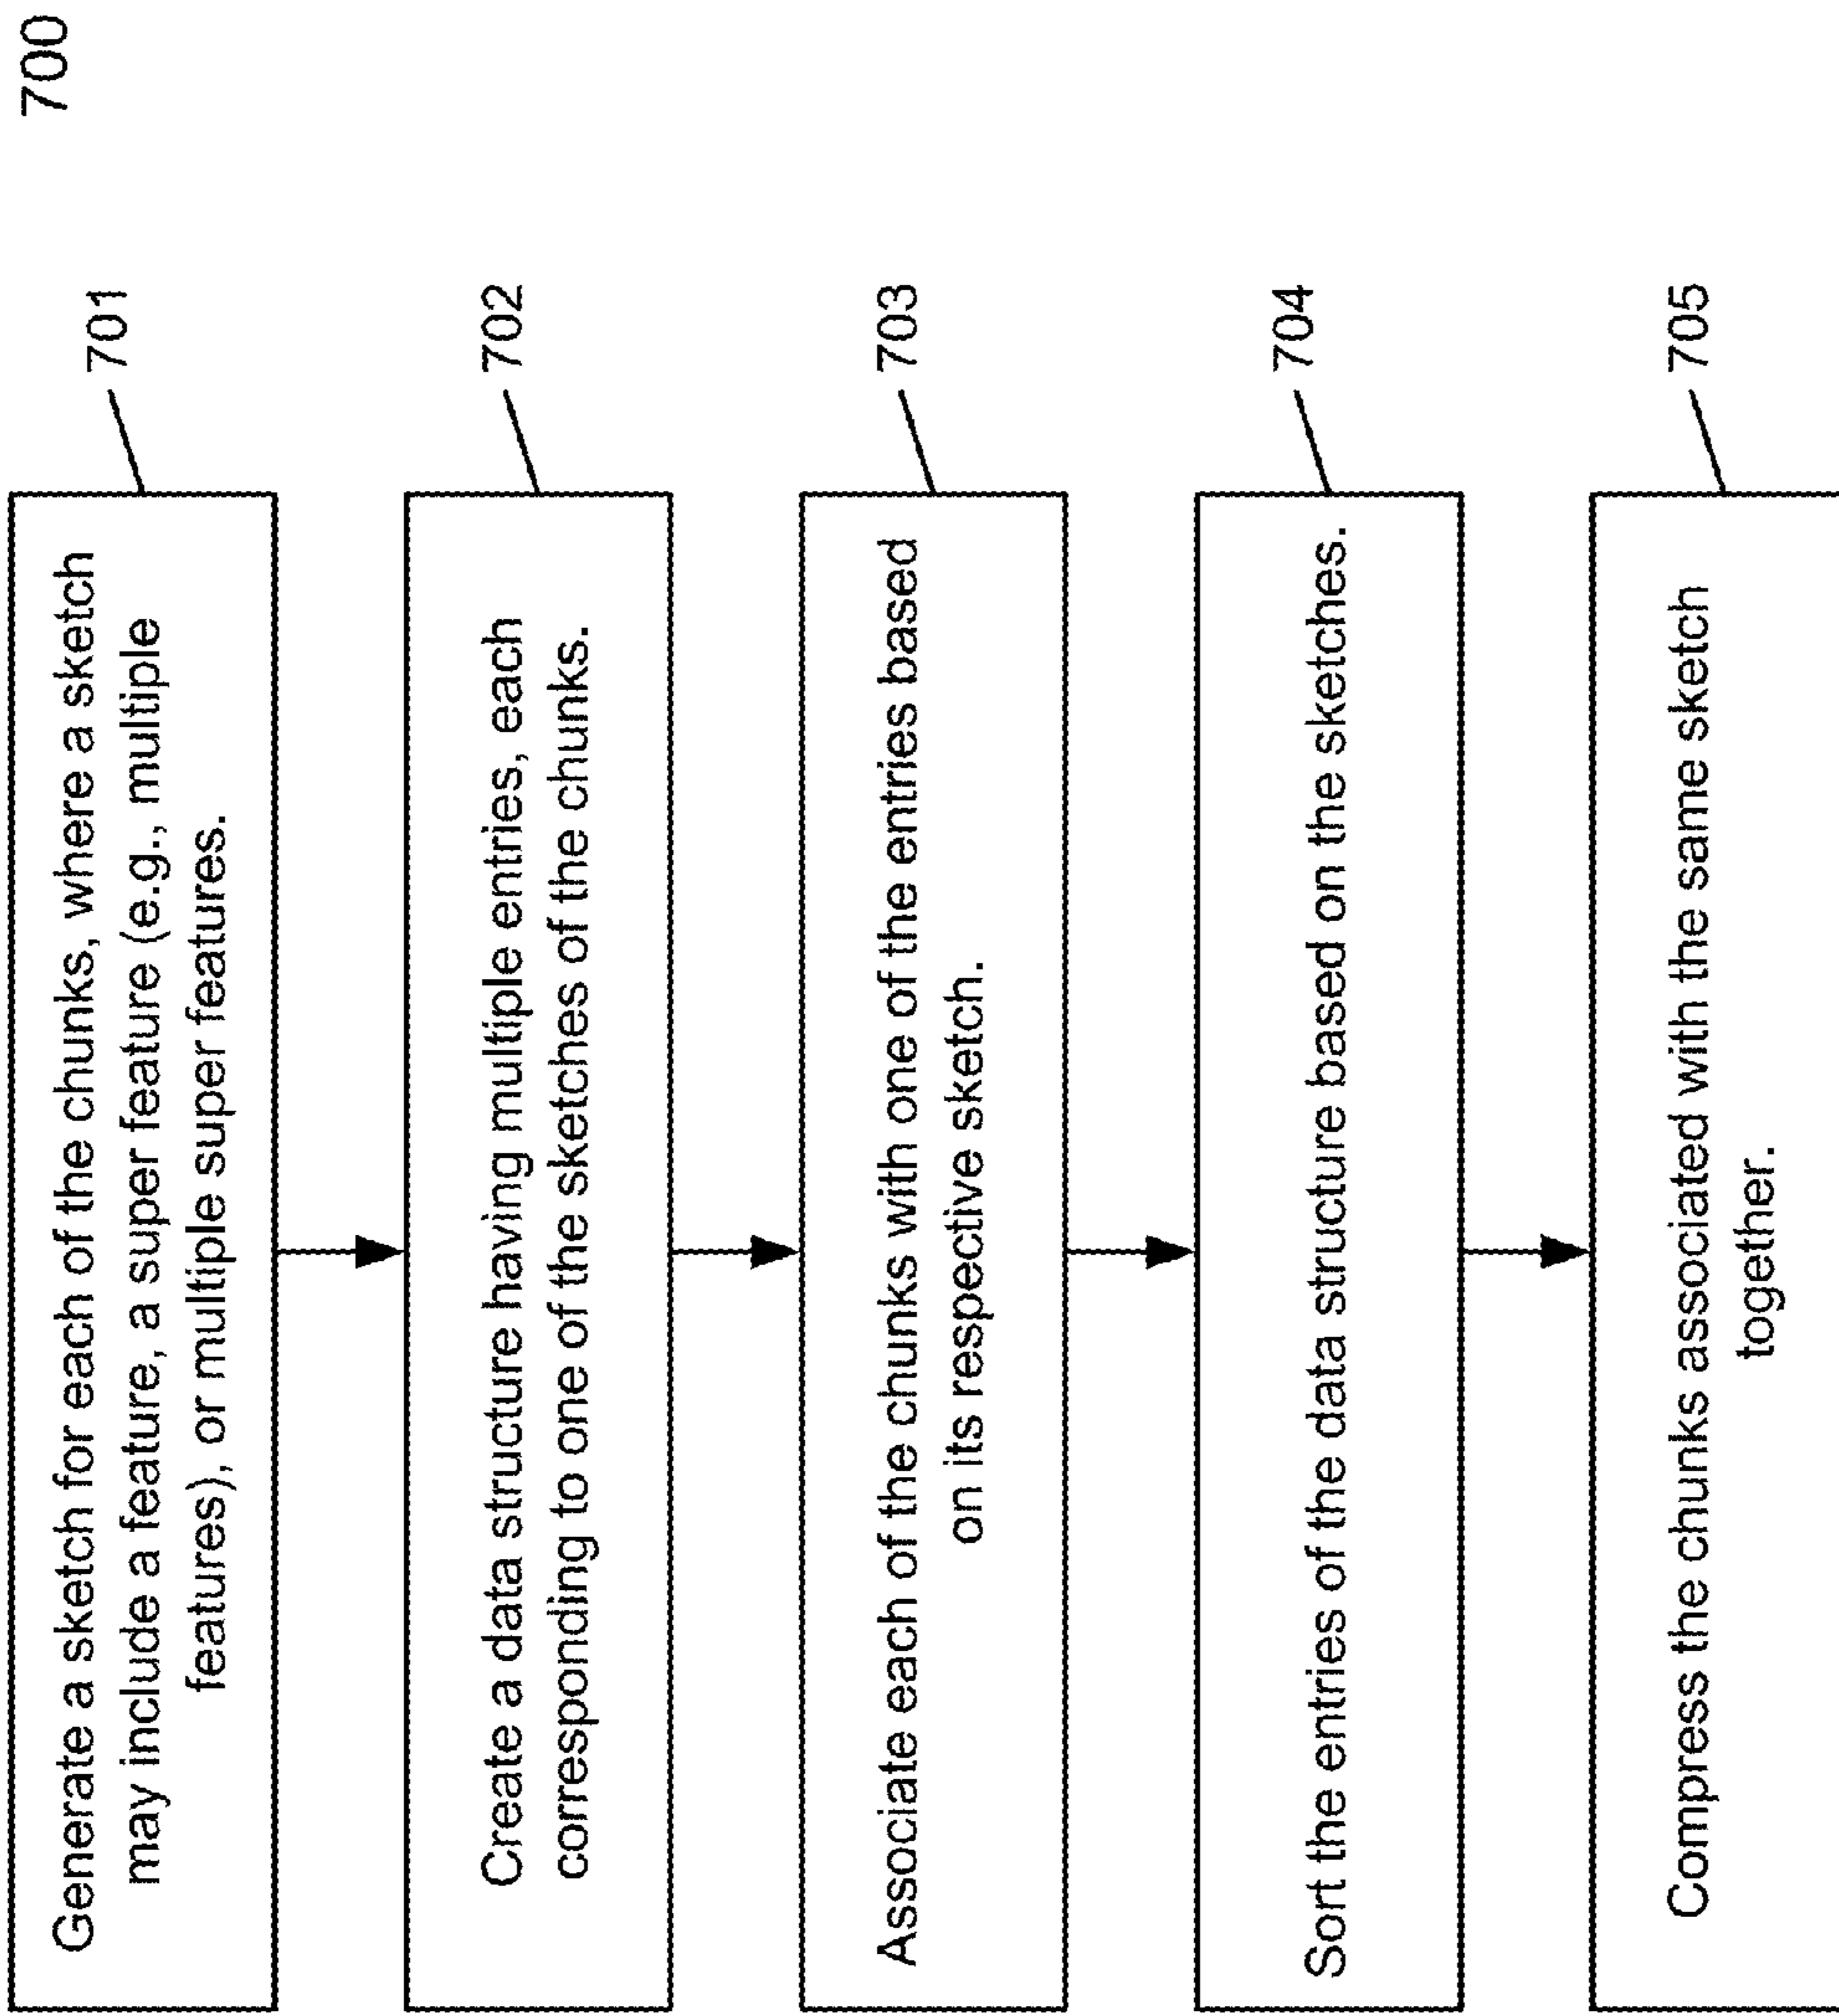 700
Generate a sketch for each of the chunks, where a sketch
may include a feature, a super feature (e.g., multiple
features), or multiple super features.
701
Create a data structure having multiple entries, each
corresponding to one of the sketches of the chunks.
702
Associate each of the chunks with one of the entries based
on its respective sketch.
703
Sort the entries of the data structure based on the sketches.
704
Compress the chunks associated with the same sketch
together.
705